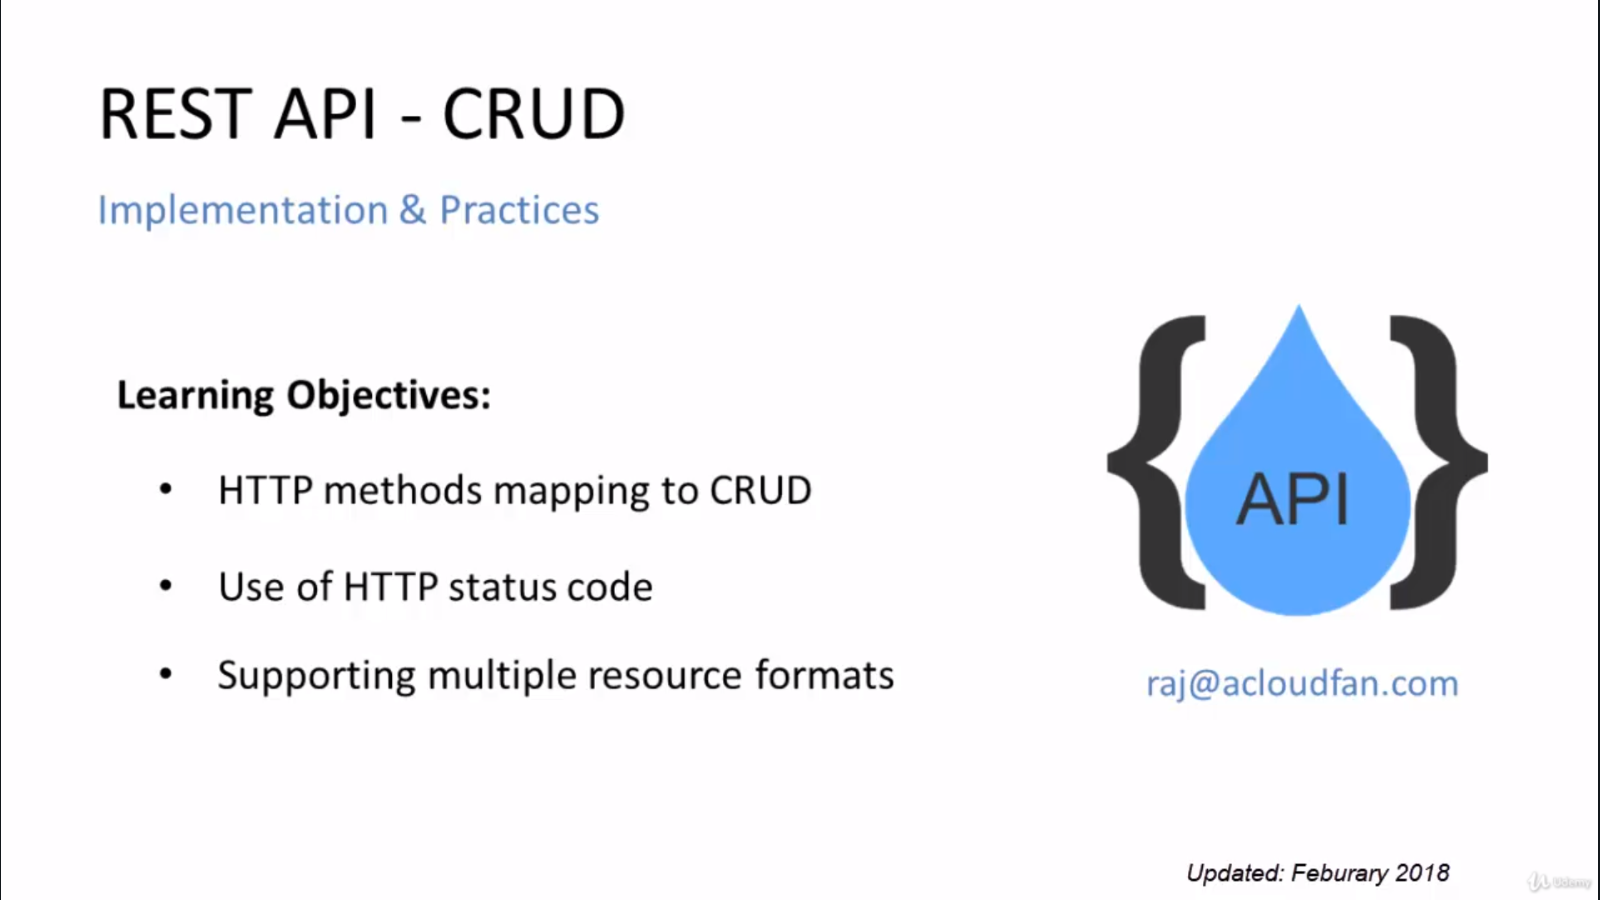 REST API - CRUD
Implementation & Practices
Learning Objectives:
• HTTP methods mapping to CRUD
• Use of HTTP status code
• Supporting multiple resource formats
{ API }
raj@acloudfan.com
Updated: Feburary 2018
Udemy